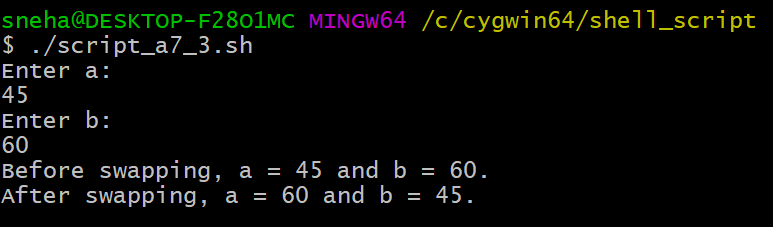 sneha@DESKTOP-F28O1MC MINGW64 /c/cygwin64/shell_script
$ ./script_a7_3.sh
Enter a:
45
Enter b:
60
Before swapping, a = 45 and b = 60.
After swapping, a = 60 and b = 45.